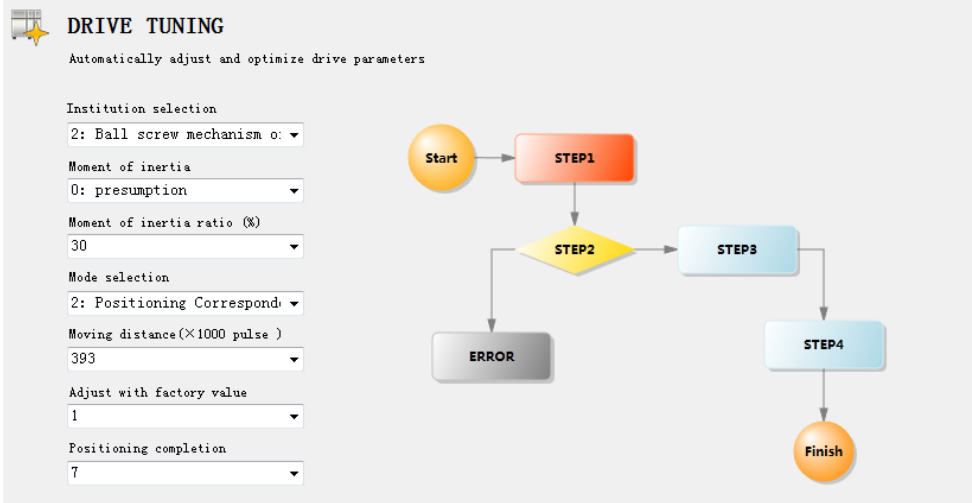 DRIVE TUNING
Automatically adjust and optimize drive parameters
Institution selection
2: Ball screw mechanism o:
Moment of inertia
0: presumption
Moment of inertia ratio (%)
30
Mode selection
2: Positioning Correspond
Moving distance(×1000 pulse )
393
Adjust with factory value
1
Positioning completion
7
Start
STEP1
STEP2
STEP3
ERROR
STEP4
Finish